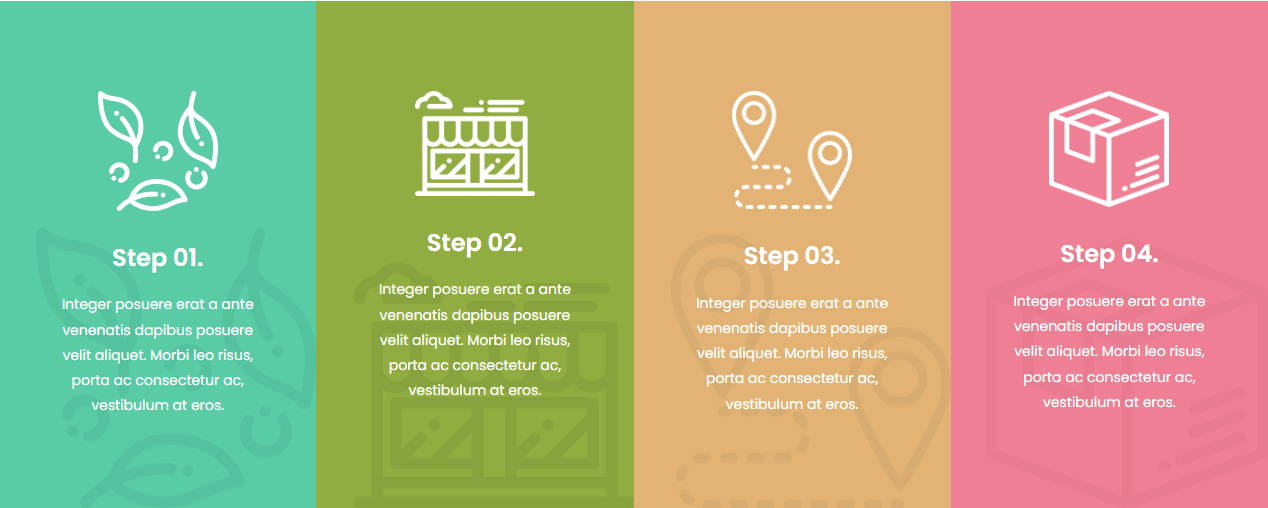 Step 01.
Integer posuere erat a ante
venenatis dapibus posuere
velit aliquet. Morbi leo risus,
porta ac consectetur ac,
vestibulum at eros.
Step 02.
Integer posuere erat a ante
venenatis dapibus posuere
velit aliquet. Morbi leo risus,
porta ac consectetur ac,
vestibulum at eros.
Step 03.
Integer posuere erat a ante
venenatis dapibus posuere
velit aliquet. Morbi leo risus,
porta ac consectetur ac,
vestibulum at eros.
Step 04.
Integer posuere erat a ante
venenatis dapibus posuere
velit aliquet. Morbi leo risus,
porta ac consectetur ac,
vestibulum at eros.